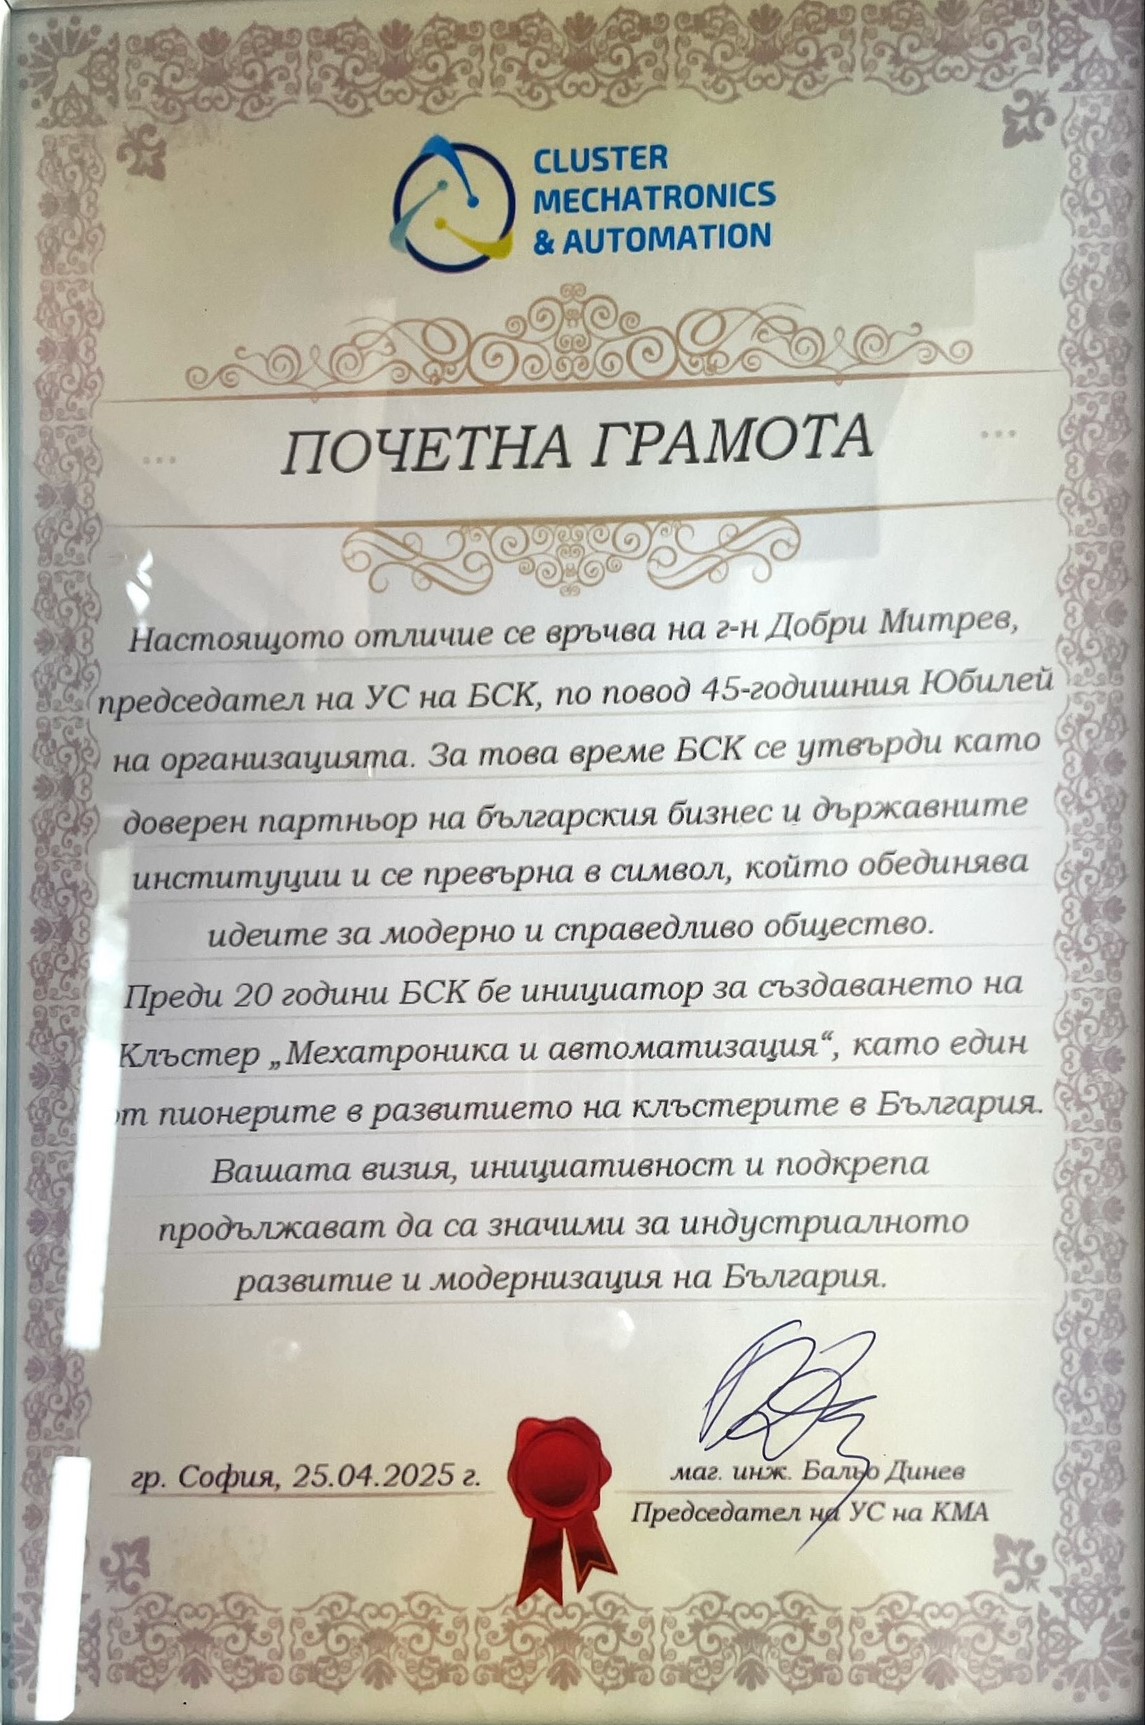 CLUSTER
MECHATRONICS
& AUTOMATION
ПОЧЕТНА ГРАМОТА
Настоящото отличие се връчва на г-н Добри Митрев,
председател на УС на БСК, по повод 45-годишния Юбилей
на организацията. За това време БСК се утвърди като
доверен партньор на българския бизнес и държавните
институции и се превърна в символ, който обединява
идеите за модерно и справедливо общество.
Преди 20 години БСК бе инициатор за създаването на
Клъстер „Мехатроника и автоматизация“, като един
от пионерите в развитието на клъстерите в България.
Вашата визия, инициативност и подкрепа
продължават да са значими за индустриалното
развитие и модернизация на България.
гр. София, 25.04.2025 г.
маг. инж. Вальо Динев
Председател на УС на КМА